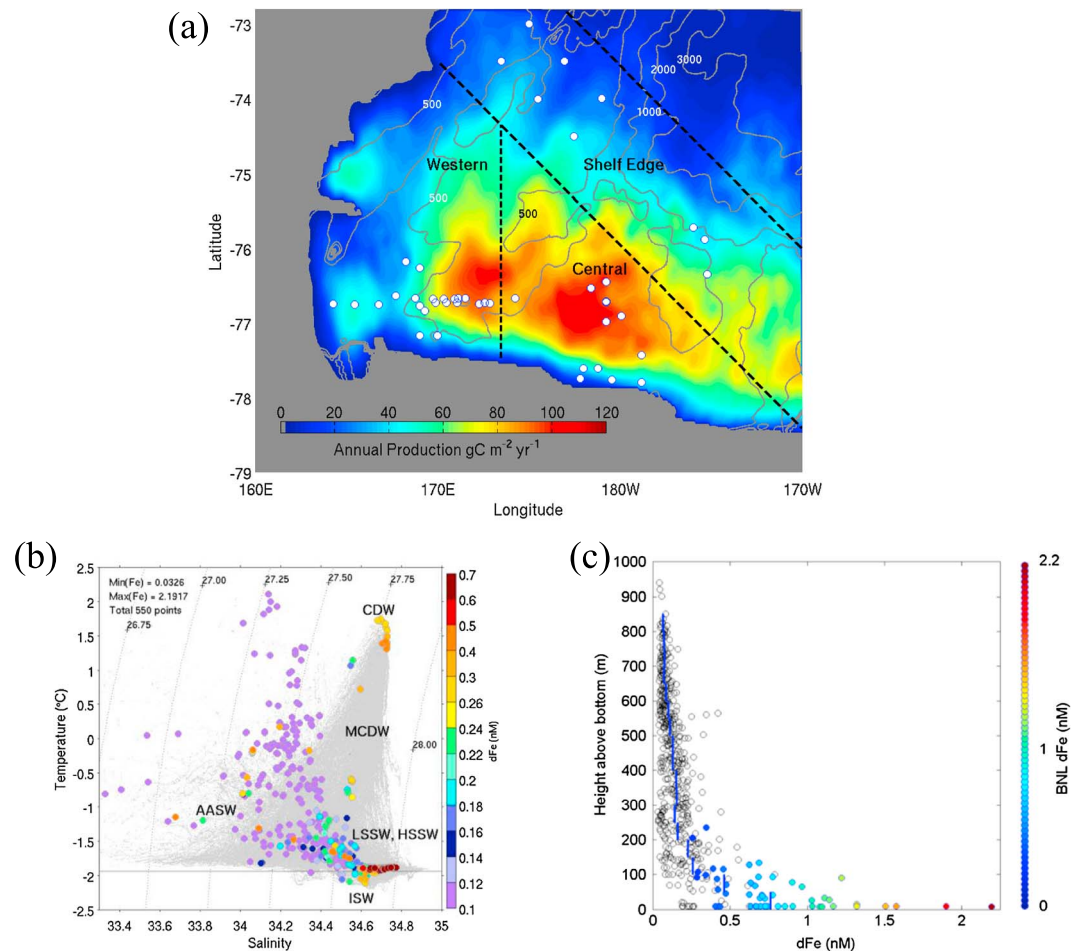 (a)
-73
-74
-75
-76
-77
-78
-79
Latitude
160E
170E
180W
170W
Longitude
3000
2000
1000
500
500
500
Western
Shelf Edge
Central
0 20 40 60 80 100 120
Annual Production gC m⁻² yr⁻¹
(b)
2.5
2
1.5
1
0.5
0
-0.5
-1
-1.5
-2
-2.5
Temperature (°C)
Min(Fe) = 0.0326
Max(Fe) = 2.1917
Total 550 points
26.75
27.00
27.25
27.50
27.75
28.00
CDW
MCDW
AASW
LSSW, HSSW
ISW
33.4 33.6 33.8 34 34.2 34.4 34.6 34.8 35
Salinity
0.7
0.6
0.5
0.4
0.3
0.26
0.24
0.22
0.2
0.18
0.16
0.14
0.12
0.1
dFe (nM)
(c)
1000
900
800
700
600
500
400
300
200
100
0
Height above bottom (m)
0 0.5 1 1.5 2
dFe (nM)
2.2
1
0
BNL dFe (nM)